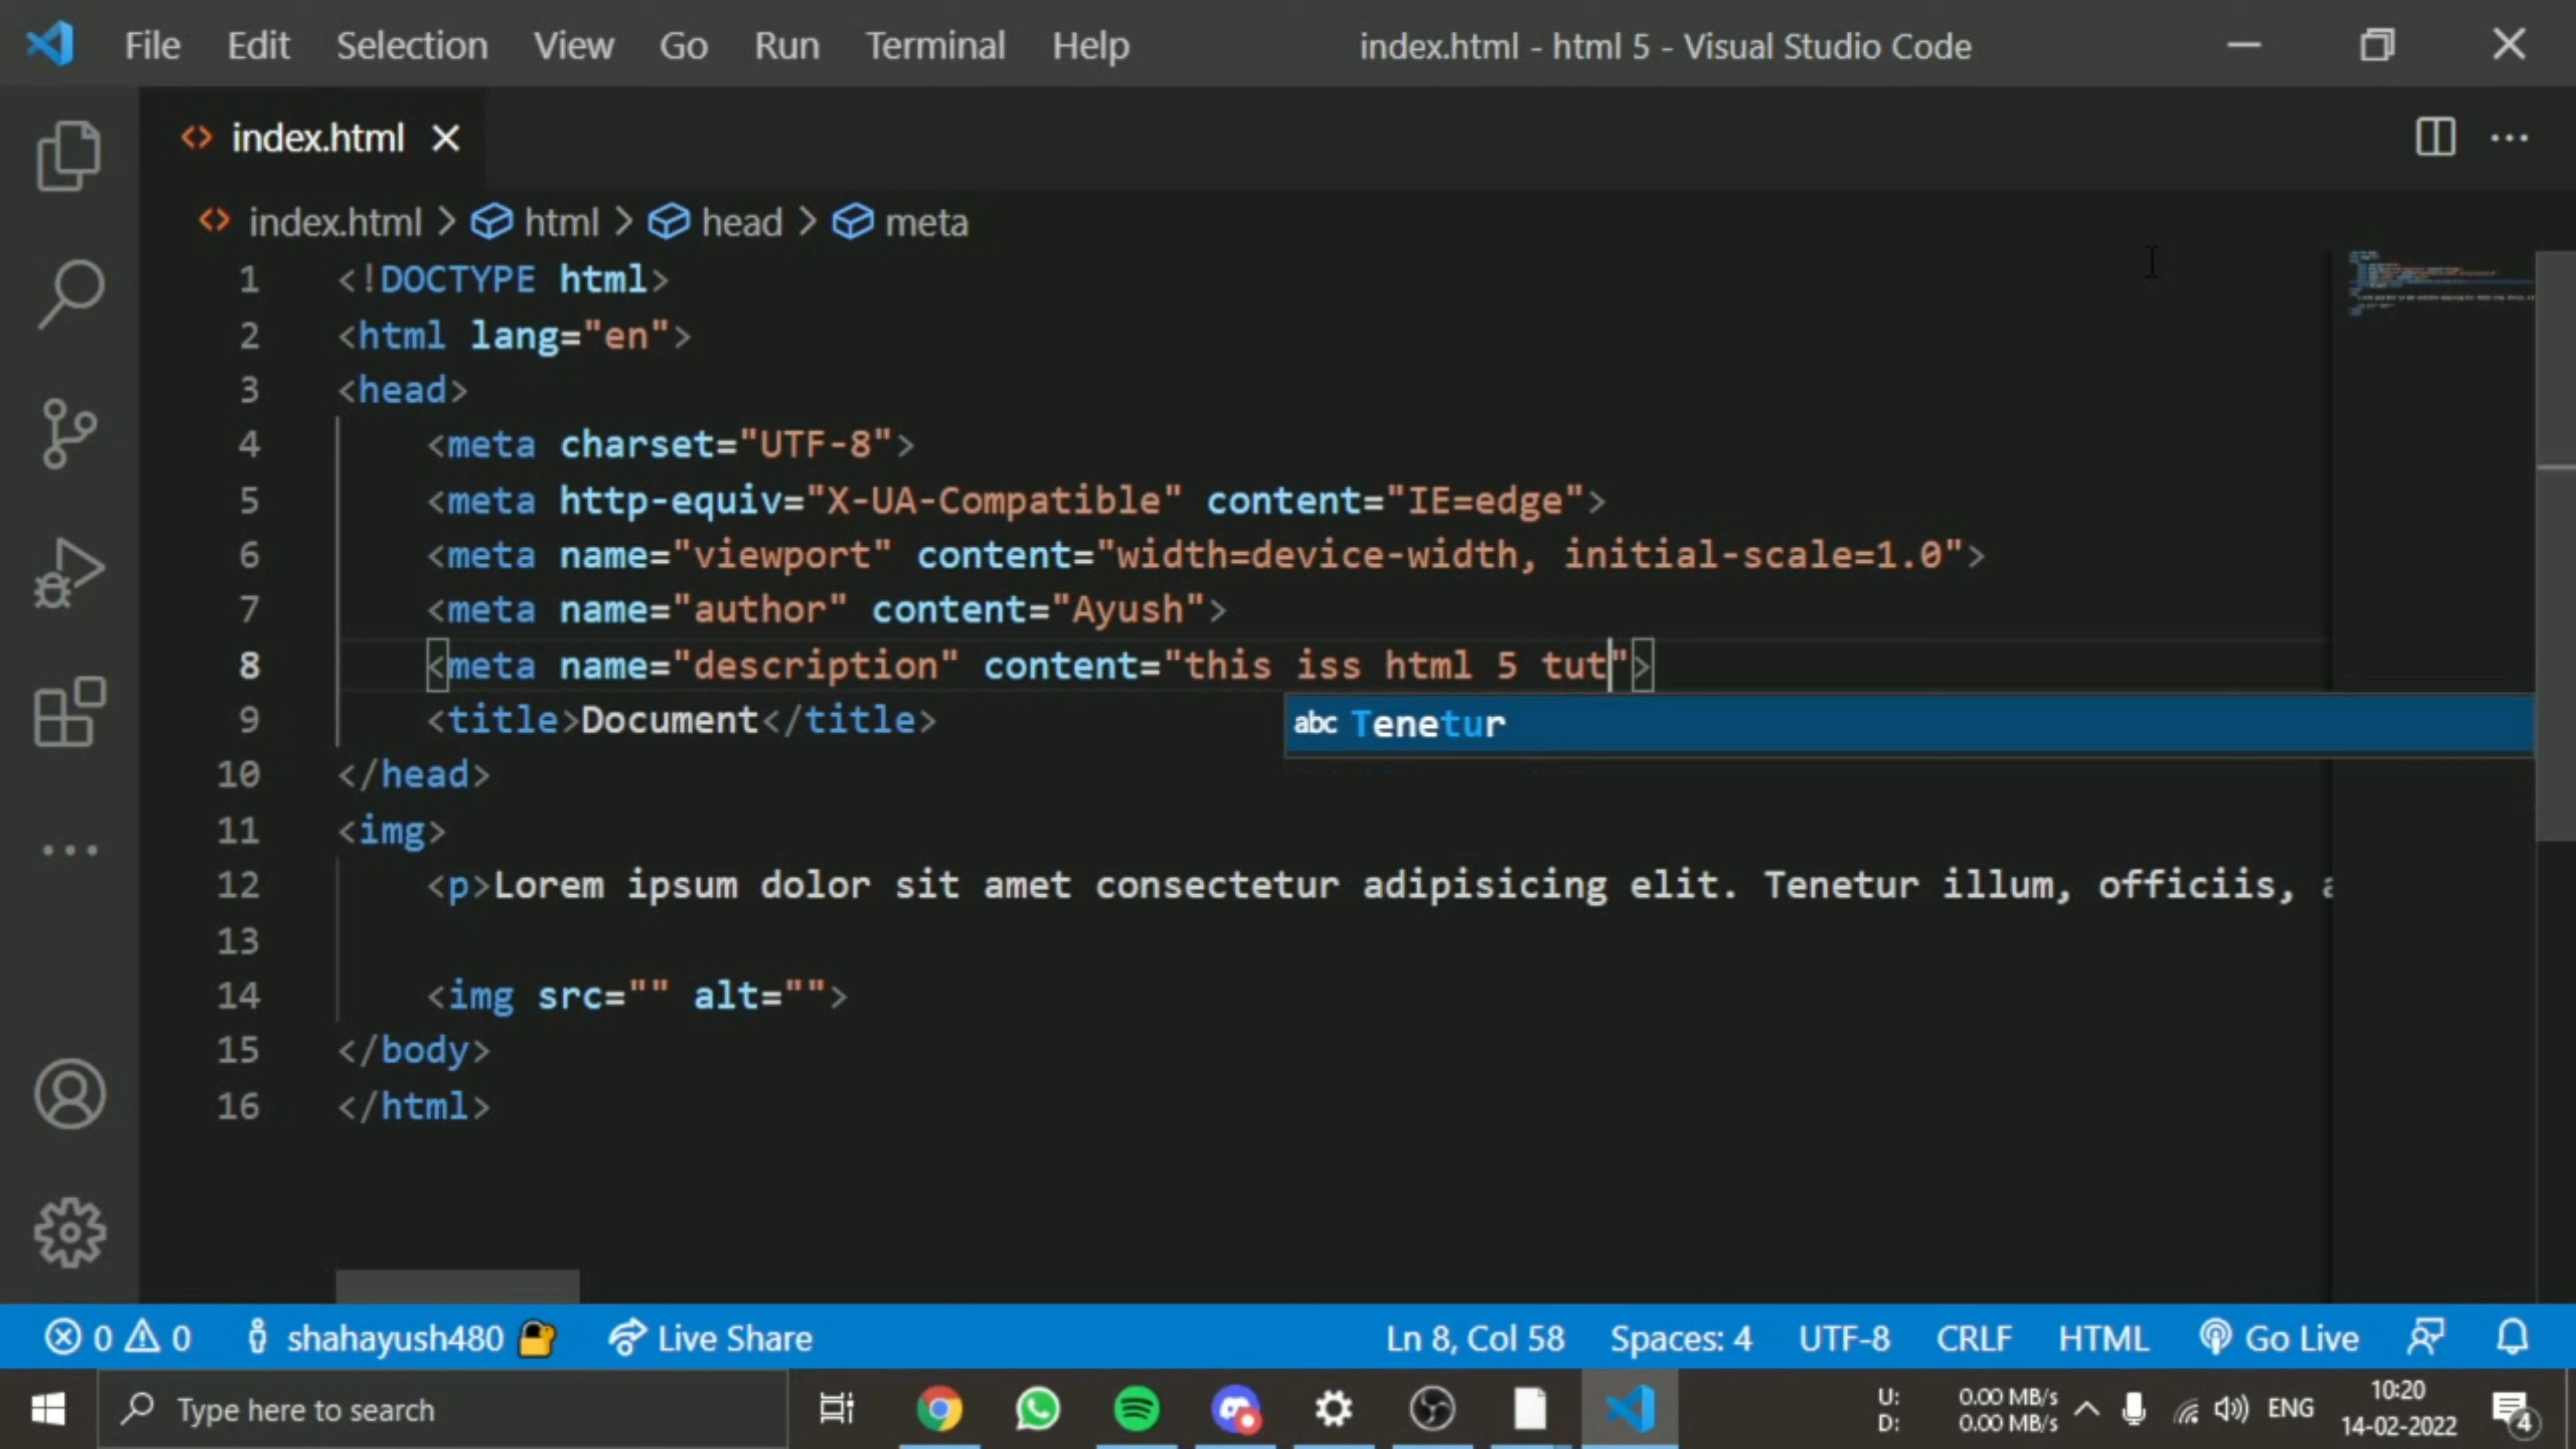 File Edit Selection View Go Run Terminal Help index.html - html 5 - Visual Studio Code
index.html
index.html > html > head > meta
1 <!DOCTYPE html>
2 <html lang="en">
3 <head>
4 <meta charset="UTF-8">
5 <meta http-equiv="X-UA-Compatible" content="IE=edge">
6 <meta name="viewport" content="width=device-width, initial-scale=1.0">
7 <meta name="author" content="Ayush">
8 <meta name="description" content="this iss html 5 tut">
9 <title>Document</title>
abc Tenetur
10 </head>
11 <img>
12 <p>Lorem ipsum dolor sit amet consectetur adipisicing elit. Tenetur illum, officiis,
13
14 <img src="" alt="">
15 </body>
16 </html>
0 0 shahayush480 Live Share Ln 8, Col 58 Spaces: 4 UTF-8 CRLF HTML Go Live
Type here to search
U: 0.00 MB/s
D: 0.00 MB/s
ENG
10:20
14-02-2022
4